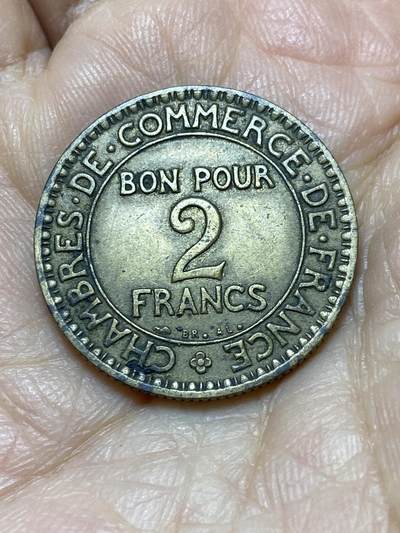 CHAMBRES·DE·COMMERCE·DE·FRANCE
BON POUR
2
FRANCS